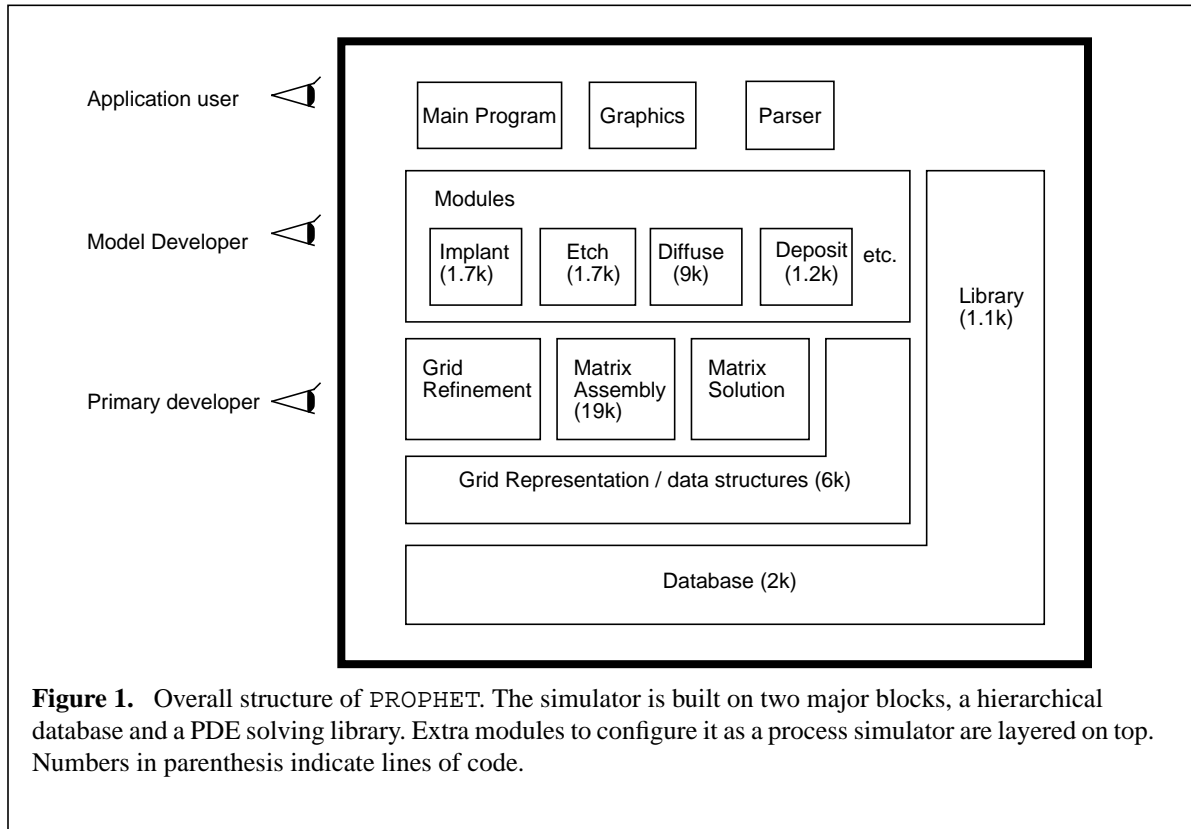 Application user
Main Program
Graphics
Parser
Modules
Model Developer
Implant
(1.7k)
Etch
(1.7k)
Diffuse
(9k)
Deposit
(1.2k)
etc.
Library
(1.1k)
Primary developer
Grid
Refinement
Matrix
Assembly
(19k)
Matrix
Solution
Grid Representation / data structures (6k)
Database (2k)
Figure 1. Overall structure of PROPHET. The simulator is built on two major blocks, a hierarchical
database and a PDE solving library. Extra modules to configure it as a process simulator are layered on top.
Numbers in parenthesis indicate lines of code.